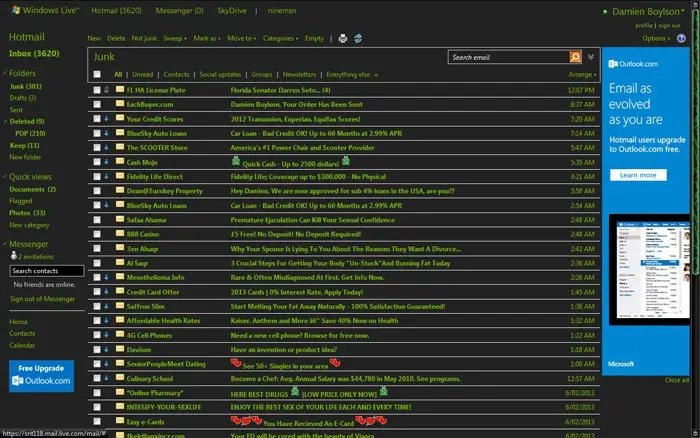 Windows Live™ Hotmail (3620) Messenger (0) SkyDrive ninemsn
Damien Boylson
profile | sign out
Hotmail
New Delete Not junk Sweep Mark as Move to Categories Empty
Options
Inbox (3620)
Folders
Junk (301)
Drafts (3)
Sent
Deleted (9)
POP (210)
Keep (11)
New folder
Quick views
Documents (2)
Flagged
Photos (33)
New category
Messenger
2 invitations
Search contacts
No friends are online.
Sign out of Messenger
Home
Contacts
Calendar
Free Upgrade
Outlook.com
https://snt118.mail.live.com/mail/#
Junk
Search email
All | Unread | Contacts | Social updates | Groups | Newsletters | Everything else
Arrange
FL HA License Plate Florida Senator Darren Soto... (4) 12:07 PM
EachBuyer.com Damien Boylson, Your Order Has Been Sent 8:37 AM
Your Credit Scores 2012 Transunion, Experian, Equifax Scores! 7:20 AM
BlueSky Auto Loans Car Loan - Bad Credit OK! Up to 60 Months at 2.99% APR 7:14 AM
The SCOOTER Store America's #1 Power Chair and Scooter Provider 5:47 AM
Cash Mojo Quick Cash - Up to 2500 dollars! 5:35 AM
Fidelity Life Direct Fidelity Life: Coverage up to $300,000 - No Physical 4:21 AM
Dean@Turnkey Property Hey Damien, We are now approved for sub 4% loans in the USA, are you?? 3:58 AM
BlueSky Auto Loans Car Loan - Bad Credit OK! Up to 60 Months at 2.99% APR 2:54 AM
Safaa Ahuma Premature Ejaculation Can Kill Your Sexual Confidence 2:48 AM
888 Casino £5 Free! No Deposit! No Deposit Required! 2:43 AM
3en Ahaqr Why Your Spouse Is Lying To You About The Reasons They Want A Divorce... 2:42 AM
Al Saqr 3 Crucial Steps For Getting Your Body "Un-Stuck"And Burning Fat Today 2:36 AM
Mesothelioma Info Rare & Often Misdiagnosed At First. Get Info Now. 2:26 AM
Credit Card Offer 2013 Cards | 0% Interest Rate, Apply Today! 1:45 AM
Saffron Slim Start Melting Your Fat Away Naturally - 100% Satisfaction Guaranteed! 1:36 AM
Affordable Health Rates Kaiser. Anthem and More â€“ Save 40% Now on Health 1:32 AM
4G Cell Phones Need a new cell phone? Browse for free now. 1:22 AM
Davison Have an invention or product idea? 1:18 AM
SeniorPeopleMeet Dating See 50+ Singles in your area 1:00 AM
Culinary School Become a Chef: Avg. Annual Salary was $44,780 in May 2010. See programs. 12:57 AM
"Online Pharmacy" HERE BEST DRUGS [LOW PRICE ONLY NOW] 6/02/2013
INTESIFY-YOUR-SEXLIFE ENJOY THE BEST SEX OF YOUR LIFE EACH AND EVERY TIME! 6/02/2013
Easy e-Cards You Have Recieved An E-Card 6/02/2013
You ED will be cured with the beauty of Viagra 6/02/2013
Outlook.com
Email as
evolved
as you are
Hotmail users upgrade
to Outlook.com free.
Learn more
Microsoft
Close ad